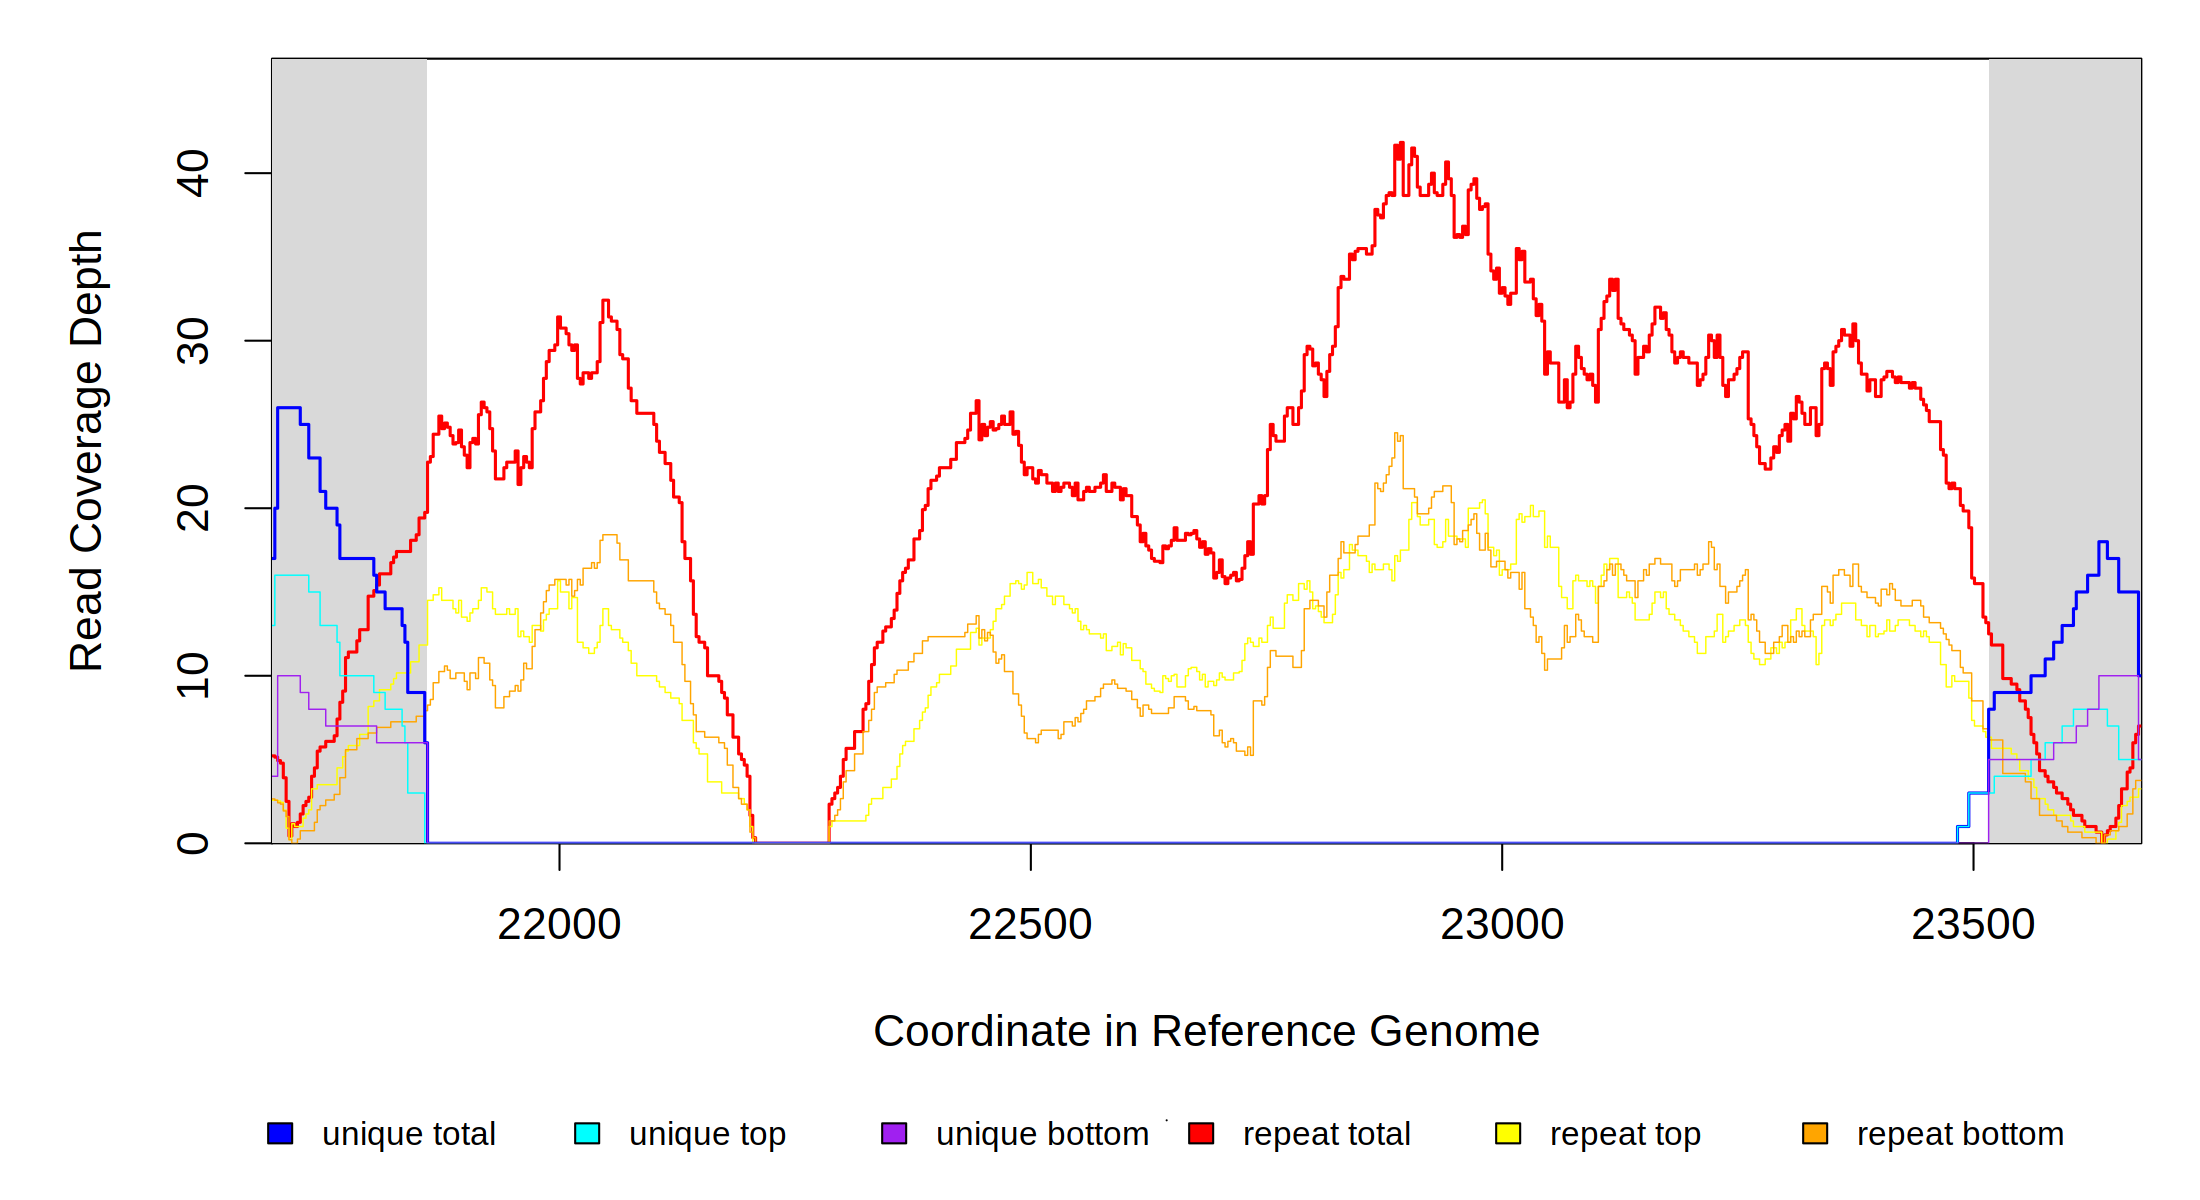 Read Coverage Depth
40
30
20
10
0
22000 22500 23000 23500
Coordinate in Reference Genome
unique total unique top unique bottom repeat total repeat top repeat bottom